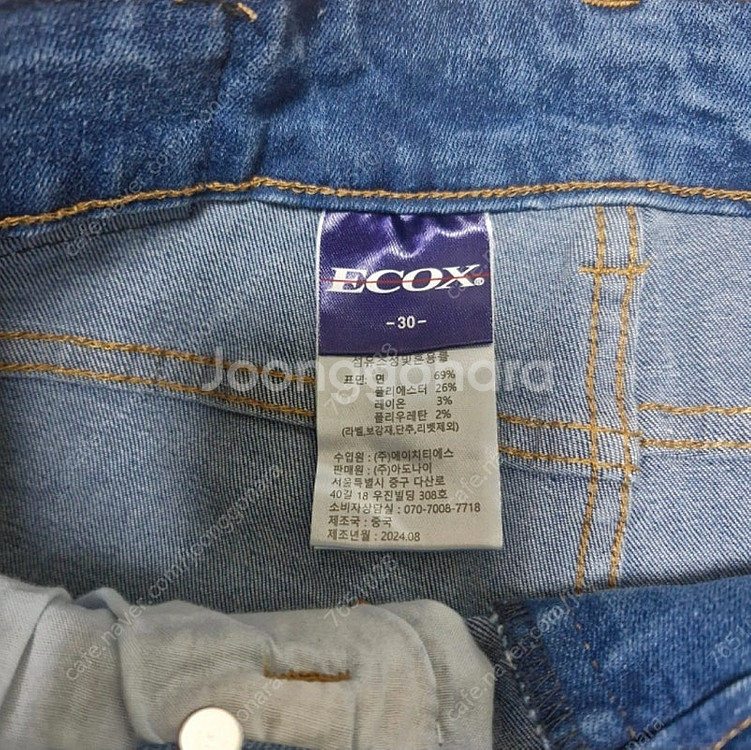 ECOX®
-30-
섬유조성및혼용률
표면: 면 69%
폴리에스터 26%
레이온 3%
폴리우레탄 2%
(라벨,보강재,단추,리벳제외)
수입원 : (주)에이치티에스
판매원 : (주)아도나이
서울특별시 중구 다산로
40길 18 우진빌딩 308호
소비자상담실 : 070-7008-7718
제조국 : 중국
제조년월 : 2024.08
Joonggonara
cafe.naver.com/joonggonara